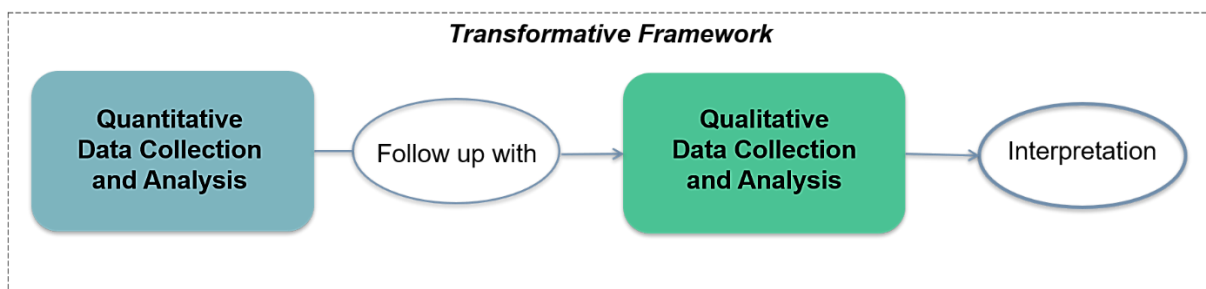 Transformative Framework
Quantitative
Data Collection
and Analysis
Follow up with
Qualitative
Data Collection
and Analysis
Interpretation